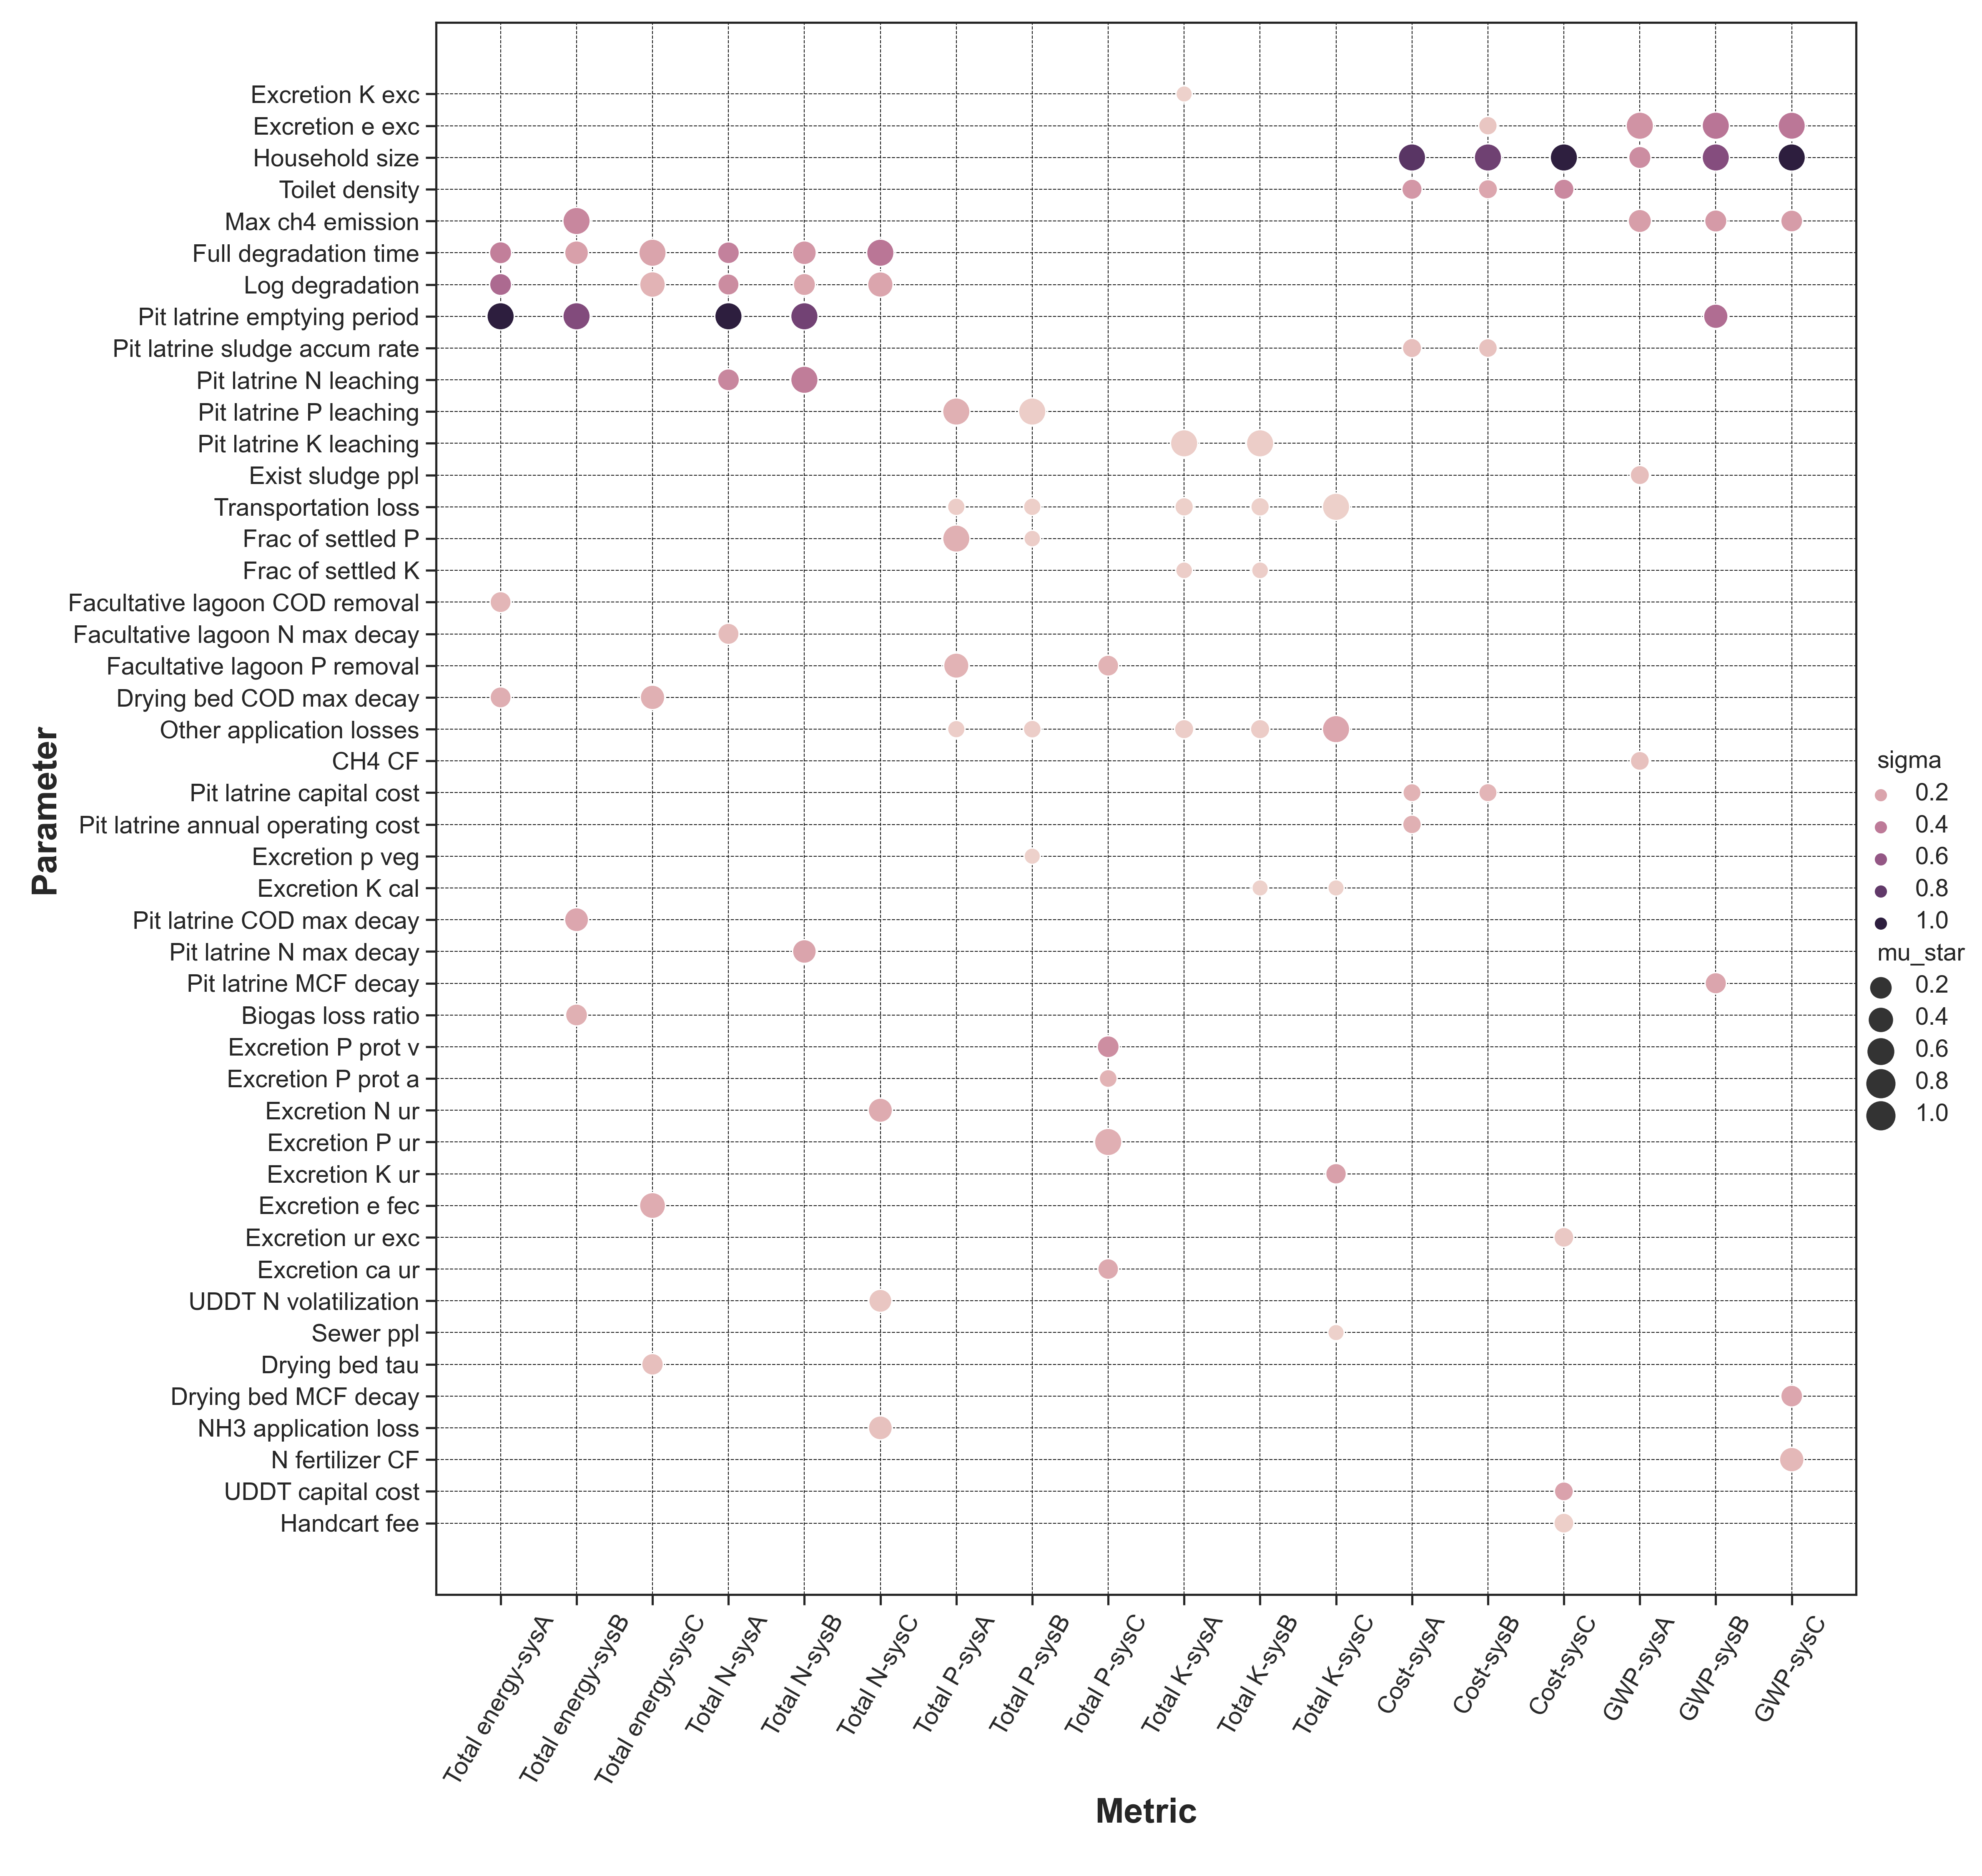 Excretion K exc
Excretion e exc
Household size
Toilet density
Max ch4 emission
Full degradation time
Log degradation
Pit latrine emptying period
Pit latrine sludge accum rate
Pit latrine N leaching
Pit latrine P leaching
Pit latrine K leaching
Exist sludge ppl
Transportation loss
Frac of settled P
Frac of settled K
Facultative lagoon COD removal
Facultative lagoon N max decay
Facultative lagoon P removal
Drying bed COD max decay
Other application losses
CH4 CF
Pit latrine capital cost
Pit latrine annual operating cost
Excretion p veg
Excretion K cal
Pit latrine COD max decay
Pit latrine N max decay
Pit latrine MCF decay
Biogas loss ratio
Excretion P prot v
Excretion P prot a
Excretion N ur
Excretion P ur
Excretion K ur
Excretion e fec
Excretion ur exc
Excretion ca ur
UDDT N volatilization
Sewer ppl
Drying bed tau
Drying bed MCF decay
NH3 application loss
N fertilizer CF
UDDT capital cost
Handcart fee
Parameter
Total energy-sysA
Total energy-sysB
Total energy-sysC
Total N-sysA
Total N-sysB
Total N-sysC
Total P-sysA
Total P-sysB
Total P-sysC
Total K-sysA
Total K-sysB
Total K-sysC
Cost-sysA
Cost-sysB
Cost-sysC
GWP-sysA
GWP-sysB
GWP-sysC
Metric
sigma
0.2
0.4
0.6
0.8
1.0
mu_star
0.2
0.4
0.6
0.8
1.0